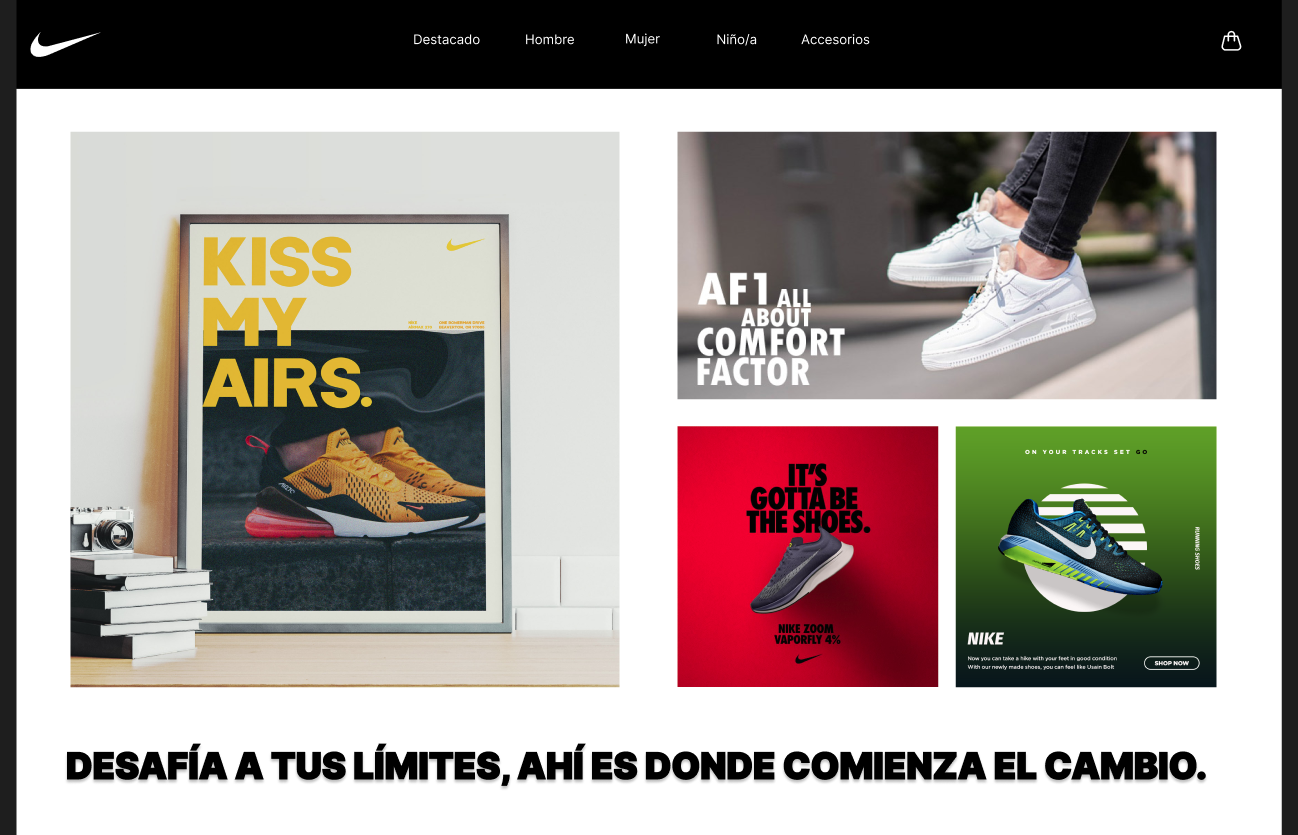 Destacado Hombre Mujer Niño/a Accesorios
KISS
MY
AIRS.
AF1 ALL
ABOUT
COMFORT
FACTOR
IT'S
GOTTA BE
THE SHOES.
NIKE ZOOM
VAPORFLY 4%
ON YOUR TRACKS SET GO
RUNNING SHOES
NIKE
Now you can take a hike with your feet in good condition
With our newly made shoes, you can feel like Usain Bolt
SHOP NOW
DESAFÍA A TUS LÍMITES, AHÍ ES DONDE COMIENZA EL CAMBIO.